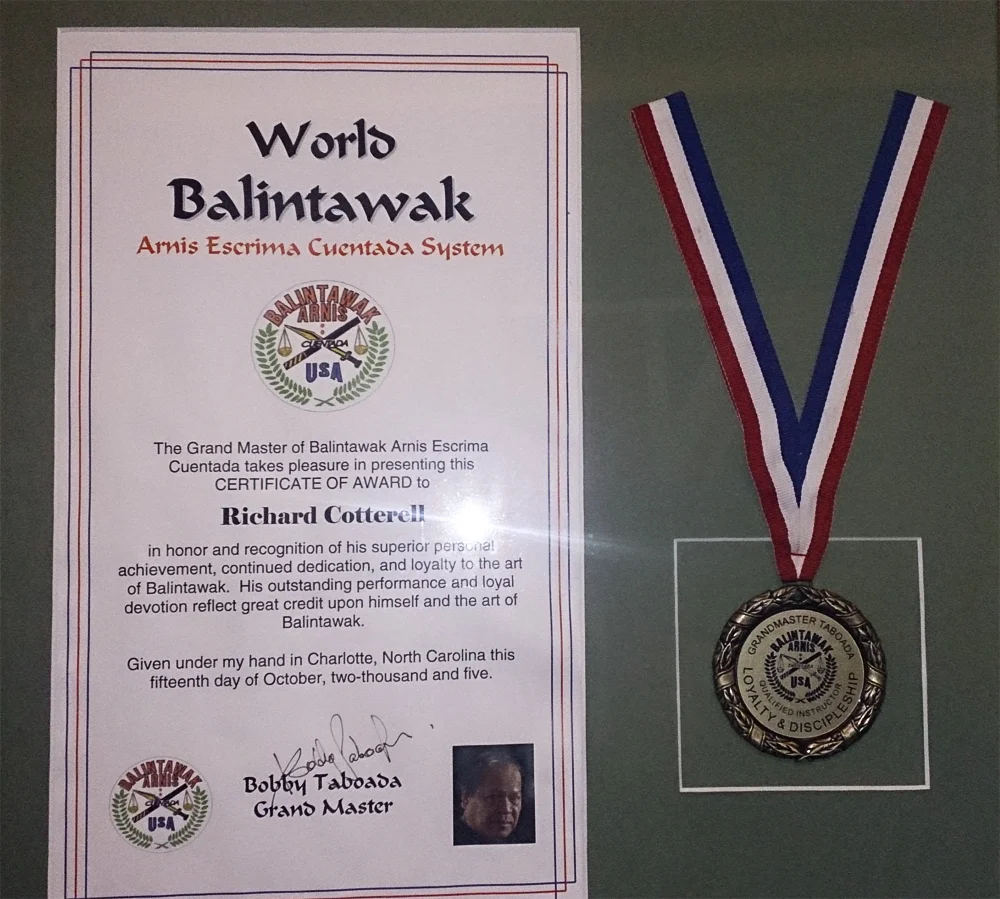 World
Balintawak
Arnis Escrima Cuentada System
BALINTAWAK
ARNIS
CUENTADA
USA
The Grand Master of Balintawak Arnis Escrima
Cuentada takes pleasure in presenting this
CERTIFICATE OF AWARD to
Richard Cotterell
in honor and recognition of his superior personal
achievement, continued dedication, and loyalty to the art
of Balintawak. His outstanding performance and loyal
devotion reflect great credit upon himself and the art of
Balintawak.
Given under my hand in Charlotte, North Carolina this
fifteenth day of October, two-thousand and five.
Bobby Taboada
Bobby Taboada
Grand Master
BALINTAWAK
ARNIS
CUENTADA
USA
GRANDMASTER TABOADA
BALINTAWAK
ARNIS
USA
QUALIFIED INSTRUCTOR
LOYALTY & DISCIPLESHIP